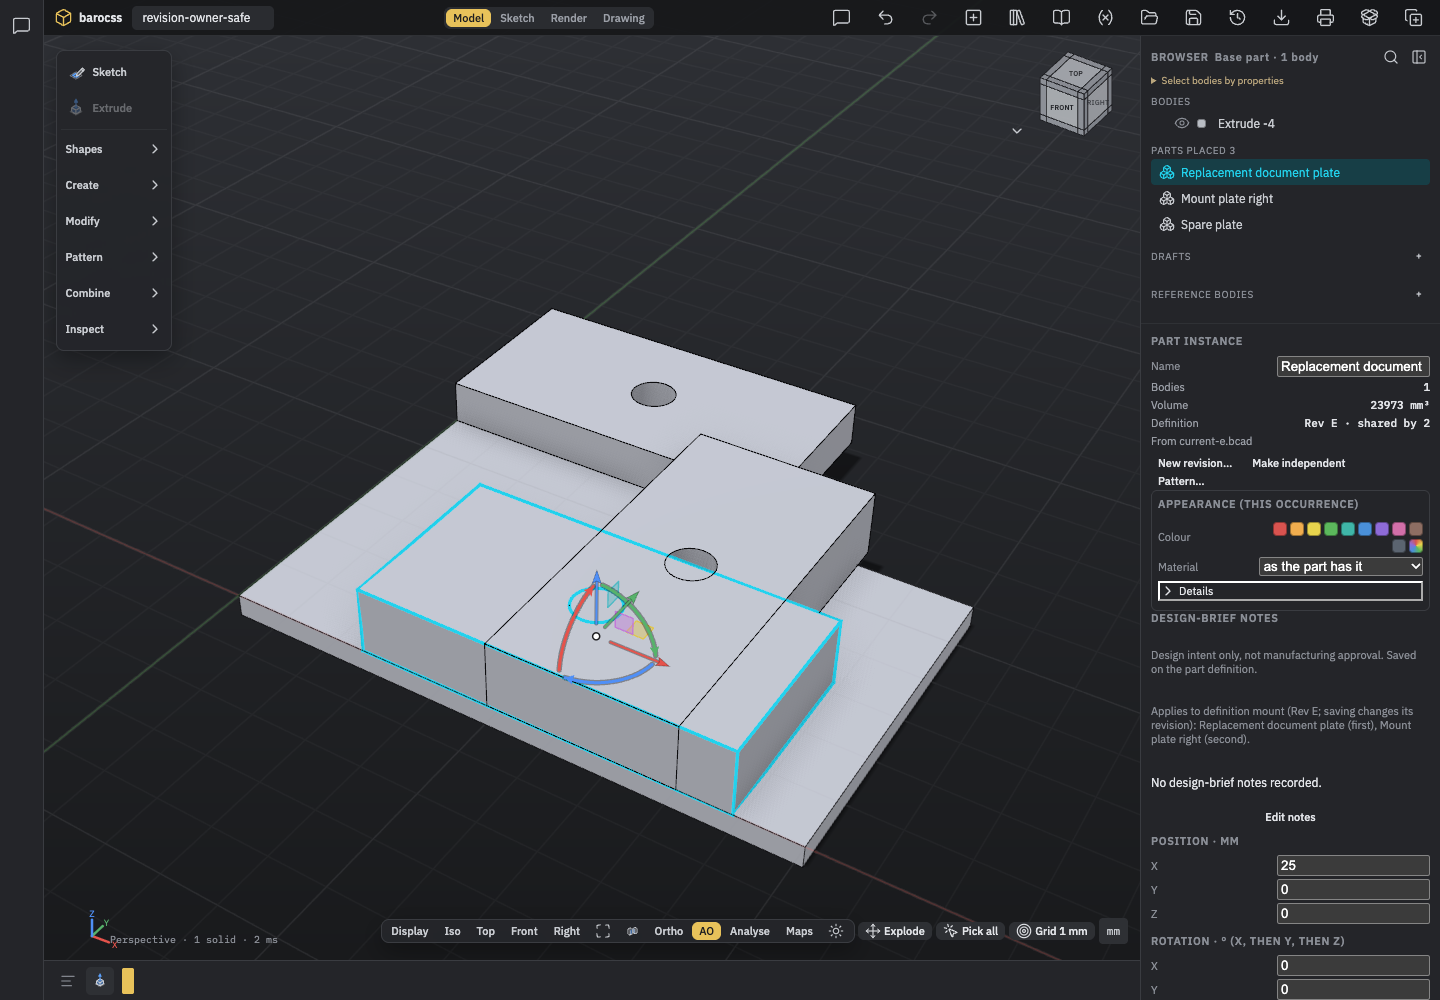 barocss
revision-owner-safe
Model
Sketch
Render
Drawing
Sketch
Extrude
Shapes
Create
Modify
Pattern
Combine
Inspect
TOP
FRONT
RIGHT
BROWSER Base part · 1 body
Select bodies by properties
BODIES
Extrude -4
PARTS PLACED 3
Replacement document plate
Mount plate right
Spare plate
DRAFTS +
REFERENCE BODIES +
PART INSTANCE
Name Replacement document
Bodies 1
Volume 23973 mm³
Definition Rev E · shared by 2
From current-e.bcad
New revision... Make independent
Pattern...
APPEARANCE (THIS OCCURRENCE)
Colour
Material as the part has it
Details
DESIGN-BRIEF NOTES
Design intent only, not manufacturing approval. Saved
on the part definition.
Applies to definition mount (Rev E; saving changes its
revision): Replacement document plate (first), Mount
plate right (second).
No design-brief notes recorded.
Edit notes
POSITION · MM
X 25
Y 0
Z 0
ROTATION · ° (X, THEN Y, THEN Z)
X 0
Y 0
Z
Y
X
Perspective · 1 solid · 2 ms
Display
Iso
Top
Front
Right
Ortho
AO
Analyse
Maps
Explode
Pick all
Grid 1 mm
mm